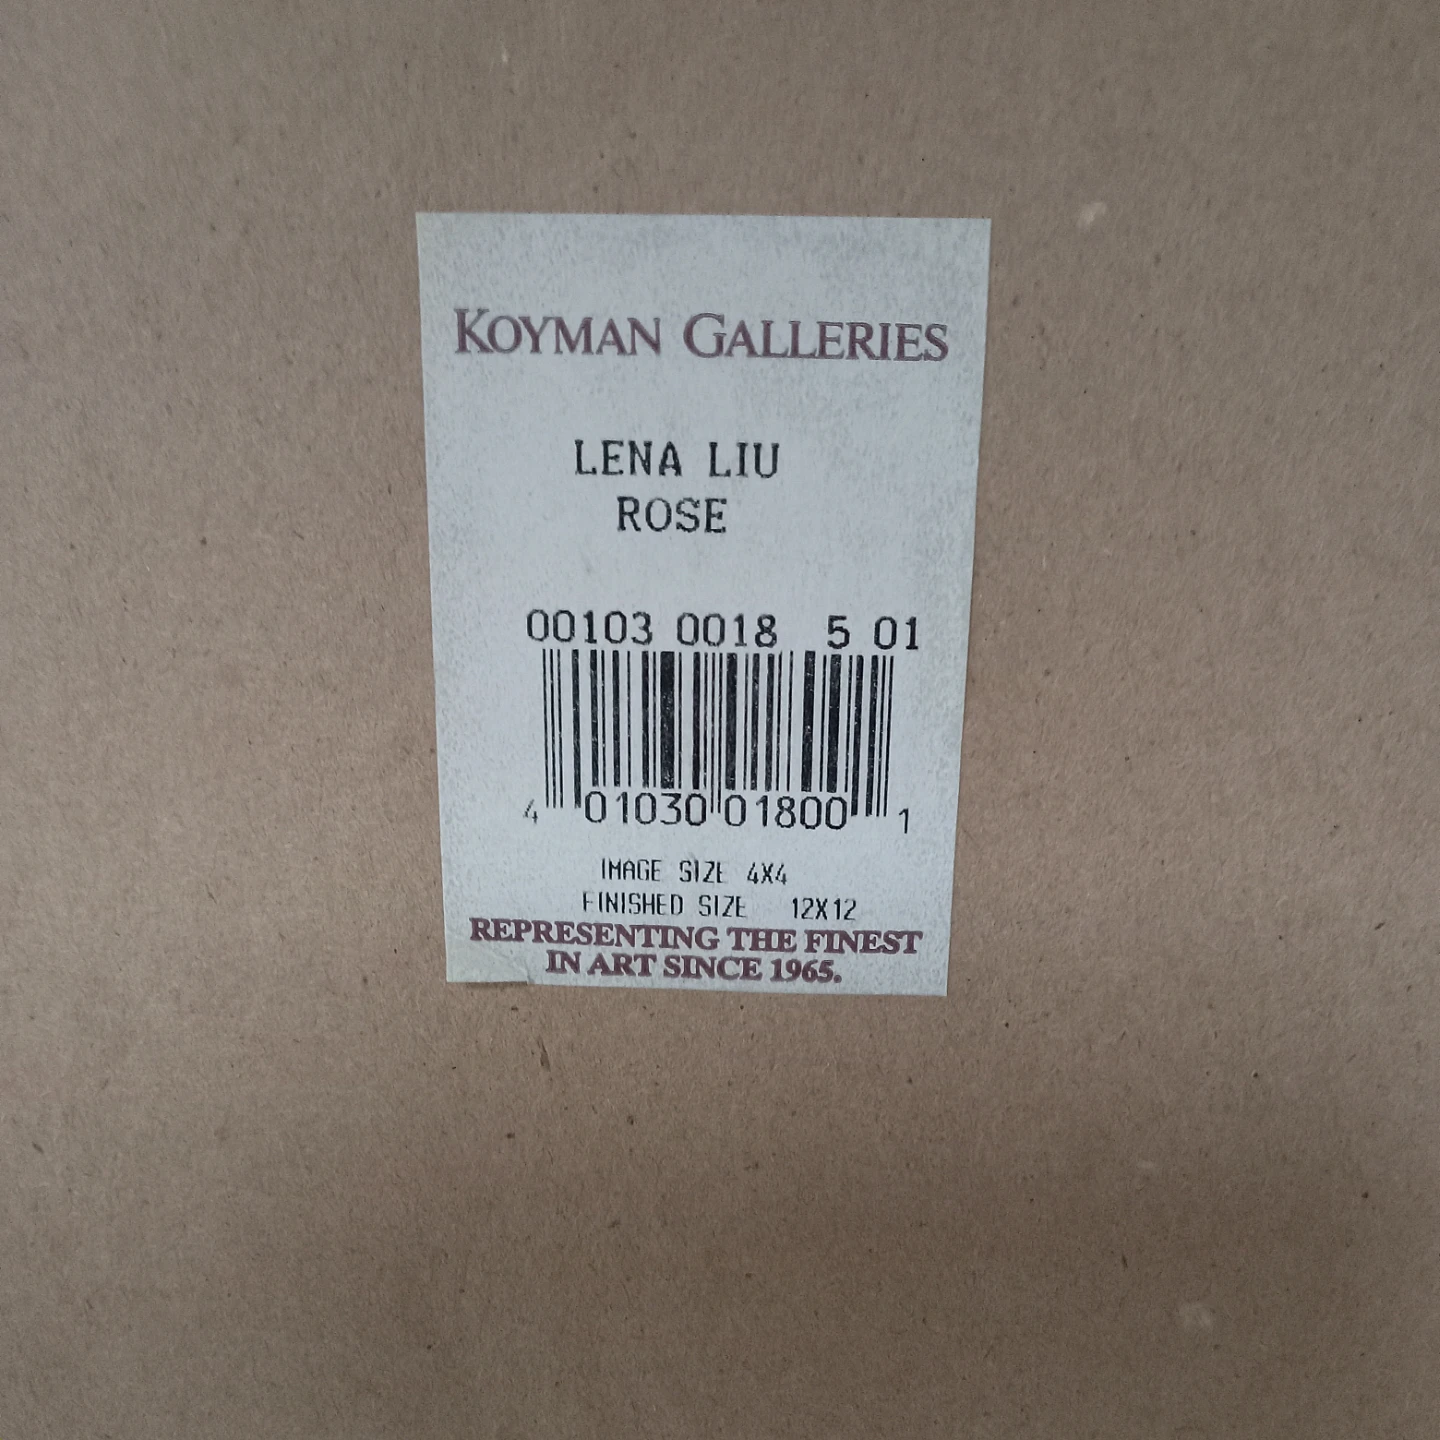 KOYMAN GALLERIES
LENA LIU
ROSE
00103 0018 5 01
4 01030 01800 1
IMAGE SIZE 4X4
FINISHED SIZE 12X12
REPRESENTING THE FINEST
IN ART SINCE 1965.